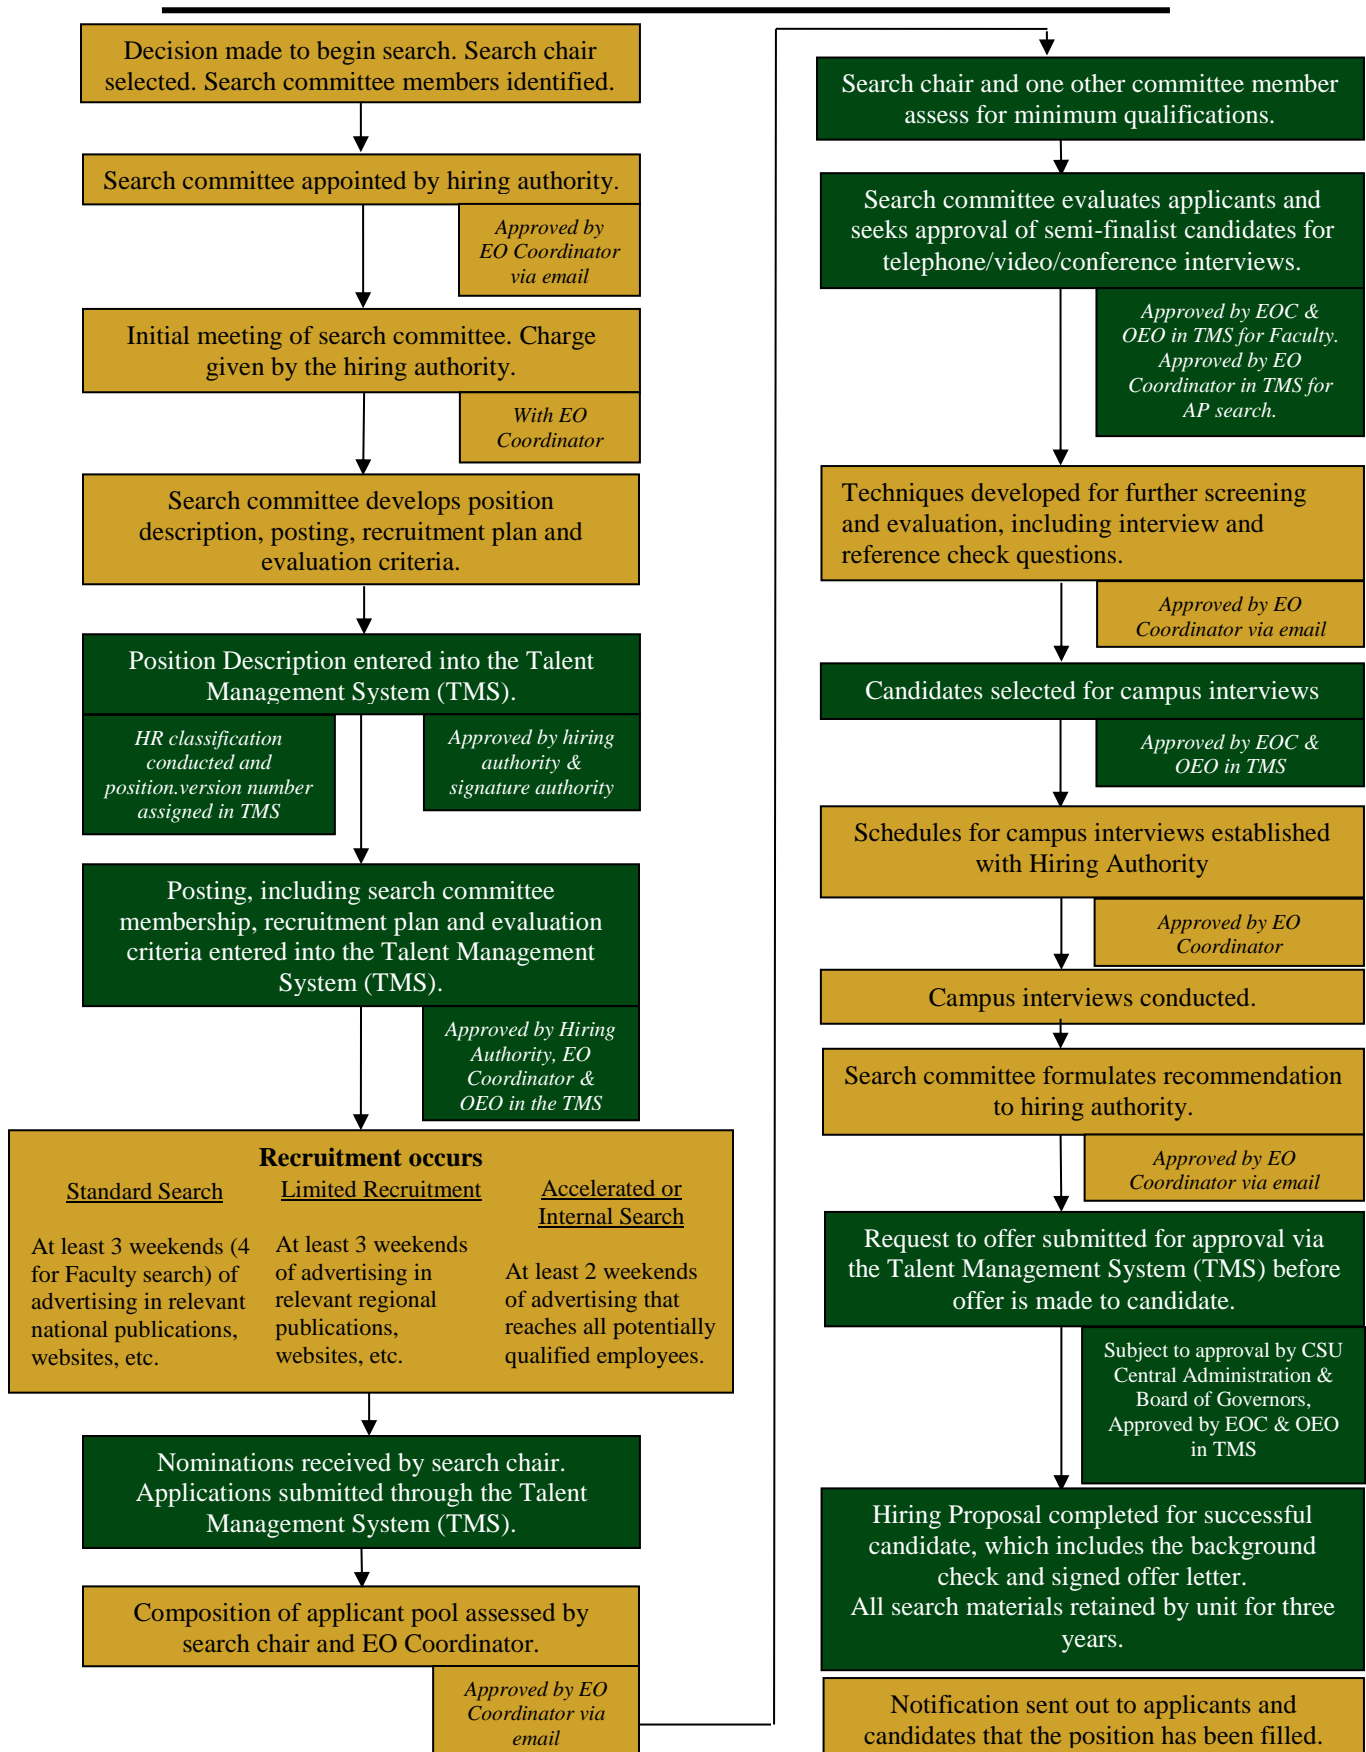 Decision made to begin search. Search chair
selected. Search committee members identified.
Search committee appointed by hiring authority.
Approved by
EO Coordinator
via email
Initial meeting of search committee. Charge
given by the hiring authority.
With EO
Coordinator
Search committee develops position
description, posting, recruitment plan and
evaluation criteria.
Position Description entered into the Talent
Management System (TMS).
HR classification
conducted and
position.version number
assigned in TMS
Approved by hiring
authority &
signature authority
Posting, including search committee
membership, recruitment plan and evaluation
criteria entered into the Talent Management
System (TMS).
Approved by Hiring
Authority, EO
Coordinator &
OEO in the TMS
Recruitment occurs
Standard Search
At least 3 weekends (4
for Faculty search) of
advertising in relevant
national publications,
websites, etc.
Limited Recruitment
At least 3 weekends
of advertising in
relevant regional
publications,
websites, etc.
Accelerated or
Internal Search
At least 2 weekends
of advertising that
reaches all potentially
qualified employees.
Nominations received by search chair.
Applications submitted through the Talent
Management System (TMS).
Composition of applicant pool assessed by
search chair and EO Coordinator.
Approved by EO
Coordinator via
email
Search chair and one other committee member
assess for minimum qualifications.
Search committee evaluates applicants and
seeks approval of semi-finalist candidates for
telephone/video/conference interviews.
Approved by EOC &
OEO in TMS for Faculty.
Approved by EO
Coordinator in TMS for
AP search.
Techniques developed for further screening
and evaluation, including interview and
reference check questions.
Approved by EO
Coordinator via email
Candidates selected for campus interviews
Approved by EOC &
OEO in TMS
Schedules for campus interviews established
with Hiring Authority
Approved by EO
Coordinator
Campus interviews conducted.
Search committee formulates recommendation
to hiring authority.
Approved by EO
Coordinator via email
Request to offer submitted for approval via
the Talent Management System (TMS) before
offer is made to candidate.
Subject to approval by CSU
Central Administration &
Board of Governors,
Approved by EOC & OEO
in TMS
Hiring Proposal completed for successful
candidate, which includes the background
check and signed offer letter.
All search materials retained by unit for three
years.
Notification sent out to applicants and
candidates that the position has been filled.